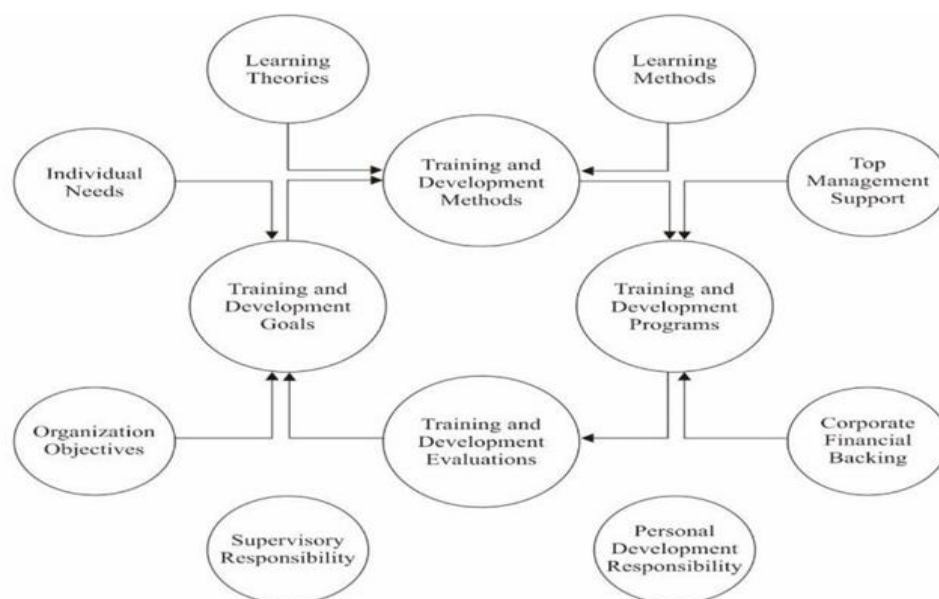 Learning
Theories
Learning
Methods
Individual
Needs
Training and
Development
Methods
Top
Management
Support
Training and
Development
Goals
Training and
Development
Programs
Organization
Objectives
Training and
Development
Evaluations
Corporate
Financial
Backing
Supervisory
Responsibility
Personal
Development
Responsibility